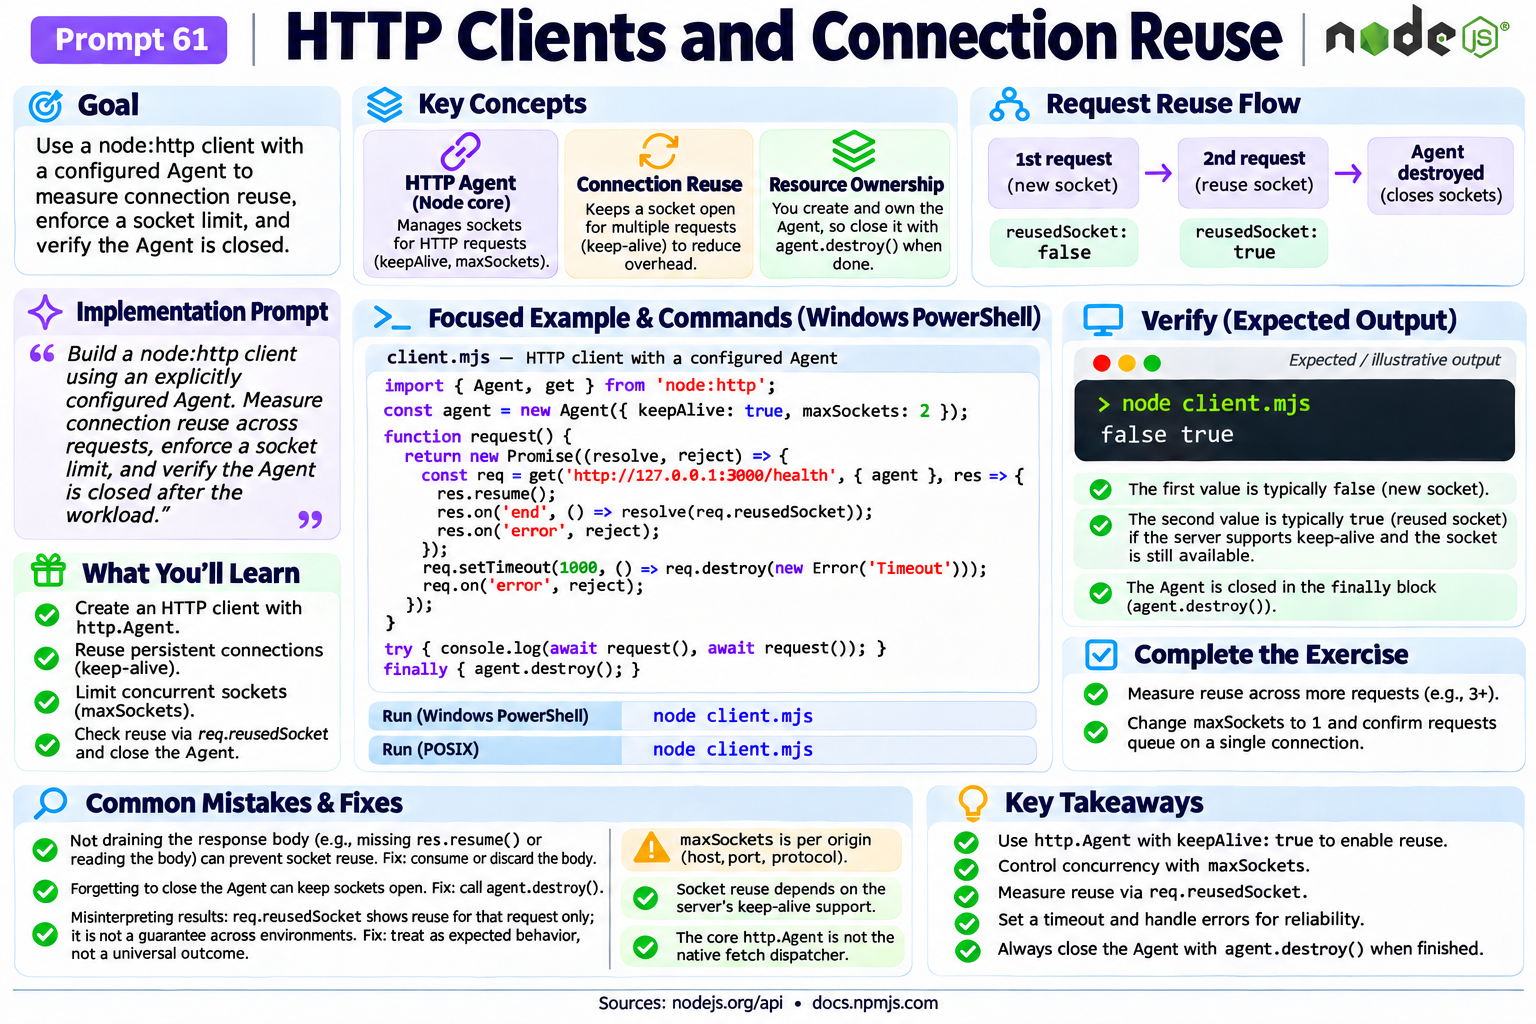 Prompt 61
HTTP Clients and Connection Reuse
node JS ®
Goal
Use a node:http client with
a configured Agent to
measure connection reuse,
enforce a socket limit, and
verify the Agent is closed.
Key Concepts
HTTP Agent
(Node core)
Manages sockets
for HTTP requests
(keepAlive, maxSockets).
Connection Reuse
Keeps a socket open
for multiple requests
(keep-alive) to reduce
overhead.
Resource Ownership
You create and own the
Agent, so close it with
agent.destroy() when
done.
Request Reuse Flow
1st request
(new socket)
2nd request
(reuse socket)
Agent
destroyed
(closes sockets)
reusedSocket:
false
reusedSocket:
true
Implementation Prompt
“ Build a node:http client
using an explicitly
configured Agent. Measure
connection reuse across
requests, enforce a socket
limit, and verify the Agent
is closed after the
workload.”
”
What You’ll Learn
Create an HTTP client with
http.Agent.
Reuse persistent connections
(keep-alive).
Limit concurrent sockets
(maxSockets).
Check reuse via req.reusedSocket
and close the Agent.
Focused Example & Commands (Windows PowerShell)
client.mjs — HTTP client with a configured Agent
import { Agent, get } from 'node:http';
const agent = new Agent({ keepAlive: true, maxSockets: 2 });
function request() {
return new Promise((resolve, reject) => {
const req = get('http://127.0.0.1:3000/health', { agent }, res => {
res.resume();
res.on('end', () => resolve(req.reusedSocket));
res.on('error', reject);
});
req.setTimeout(1000, () => req.destroy(new Error('Timeout')));
req.on('error', reject);
});
}
try { console.log(await request(), await request()); }
finally { agent.destroy(); }
Run (Windows PowerShell) node client.mjs
Run (POSIX) node client.mjs
Verify (Expected Output)
Expected / illustrative output
> node client.mjs
false true
The first value is typically false (new socket).
The second value is typically true (reused socket)
if the server supports keep-alive and the socket
is still available.
The Agent is closed in the finally block
(agent.destroy()).
Complete the Exercise
Measure reuse across more requests (e.g., 3+).
Change maxSockets to 1 and confirm requests
queue on a single connection.
Common Mistakes & Fixes
Not draining the response body (e.g., missing res.resume() or
reading the body) can prevent socket reuse. Fix: consume or discard the body.
Forgetting to close the Agent can keep sockets open. Fix: call agent.destroy().
Misinterpreting results: req.reusedSocket shows reuse for that request only;
it is not a guarantee across environments. Fix: treat as expected behavior,
not a universal outcome.
maxSockets is per origin
(host, port, protocol).
Socket reuse depends on the
server's keep-alive support.
The core http.Agent is not the
native fetch dispatcher.
Key Takeaways
Use http.Agent with keepAlive: true to enable reuse.
Control concurrency with maxSockets.
Measure reuse via req.reusedSocket.
Set a timeout and handle errors for reliability.
Always close the Agent with agent.destroy() when finished.
Sources: nodejs.org/api • docs.npmjs.com